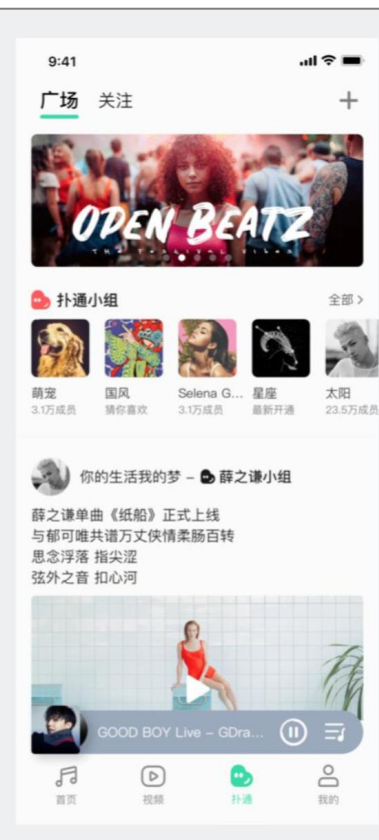 9:41
广场 关注
OPEN BEATZ
扑通小组 全部
萌宠 国风 Selena G... 星座 太阳
3.1万成员 猜你喜欢 3.1万成员 最新开通 23.5万成员
你的生活我的梦 – 薛之谦小组
薛之谦单曲《纸船》正式上线
与郁可唯共谱万丈侠情柔肠百转
思念浮落 指尖涩
弦外之音 扣心河
GOOD BOY Live – GDra...
首页 视频 扑通 我的